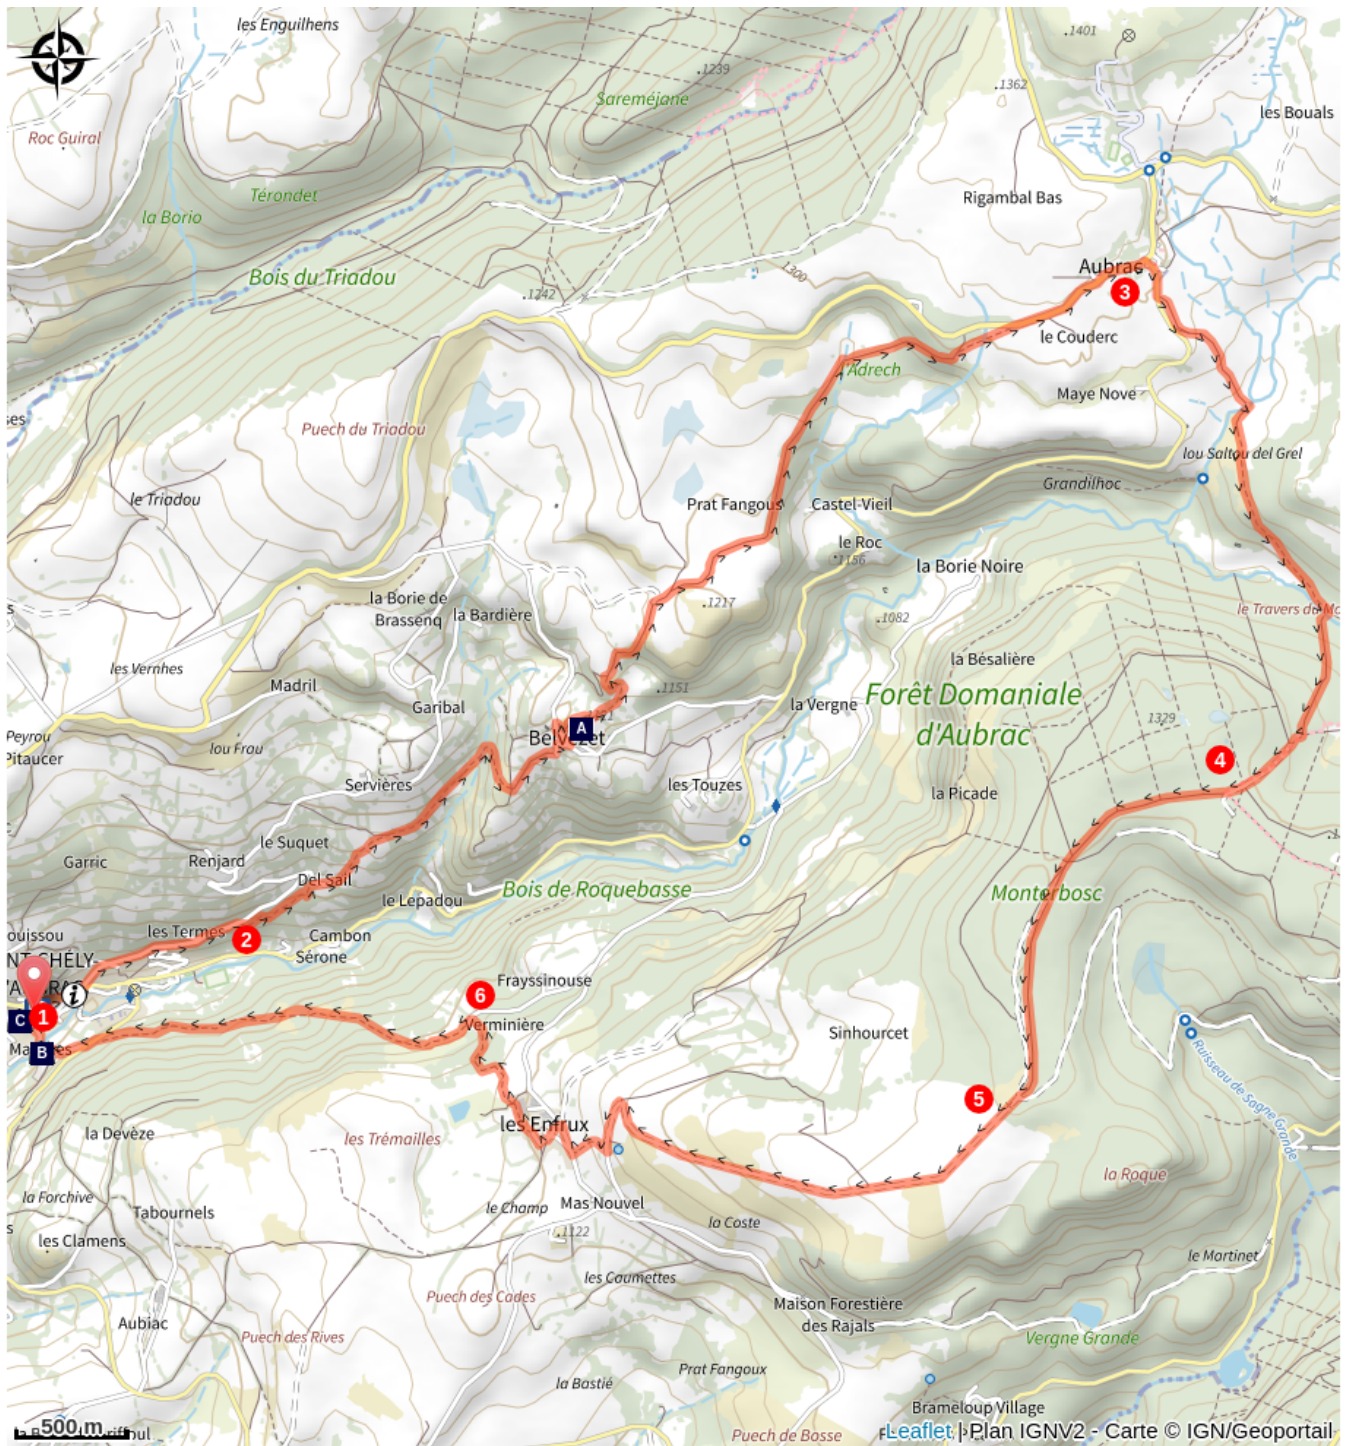 les Enguilhens
.1401
.1239
.1362
Sareméjane
les Bouals
Roc Guiral
Térondet
Rigambal Bas
la Borio
Bois du Triadou
1300
Aubrac
3
.1242
le Couderc
Adrech
Maye Nove
Puech du Triadou
lou Saltou del Grel
Grandilhoc
le Triadou
Prat Fangous
Castel-Vieil
le Roc
1156
la Borie Noire
la Borie de
Brassenq
la Bardière
.1217
.1082
les Vernhes
la Bésalière
Madril
.1151
Garibal
la Vergne
Forêt Domaniale
d'Aubrac
1329
Peyrou
Pitaucer
lou Frau
A
Belvezet
4
Servières
les Touzes
la Picade
le Suquet
Garric
Renjard
Del Sail
Bois de Roquebasse
Monterbosc
le Lepadou
les Termes
2
Cambon
Sérone
i
Frayssinouse
6
C
1
Verminière
B
Sinhourcet
Ruisseau de Sagne Grande
5
les Enfrux
la Devèze
les Trémailles
la Roque
la Forchive
Tabournels
le Champ
Mas Nouvel
la Coste
les Clamens
.1122
le Martinet
les Caumettes
Puech des Cades
Maison Forestière
des Rajals
Aubiac
Puech des Rives
Vergne Grande
Prat Fangoux
la Bastié
Brameloup Village
500 m
Puech de Bosse
Leaflet | Plan IGNV2 - Carte © IGN/Geoportail